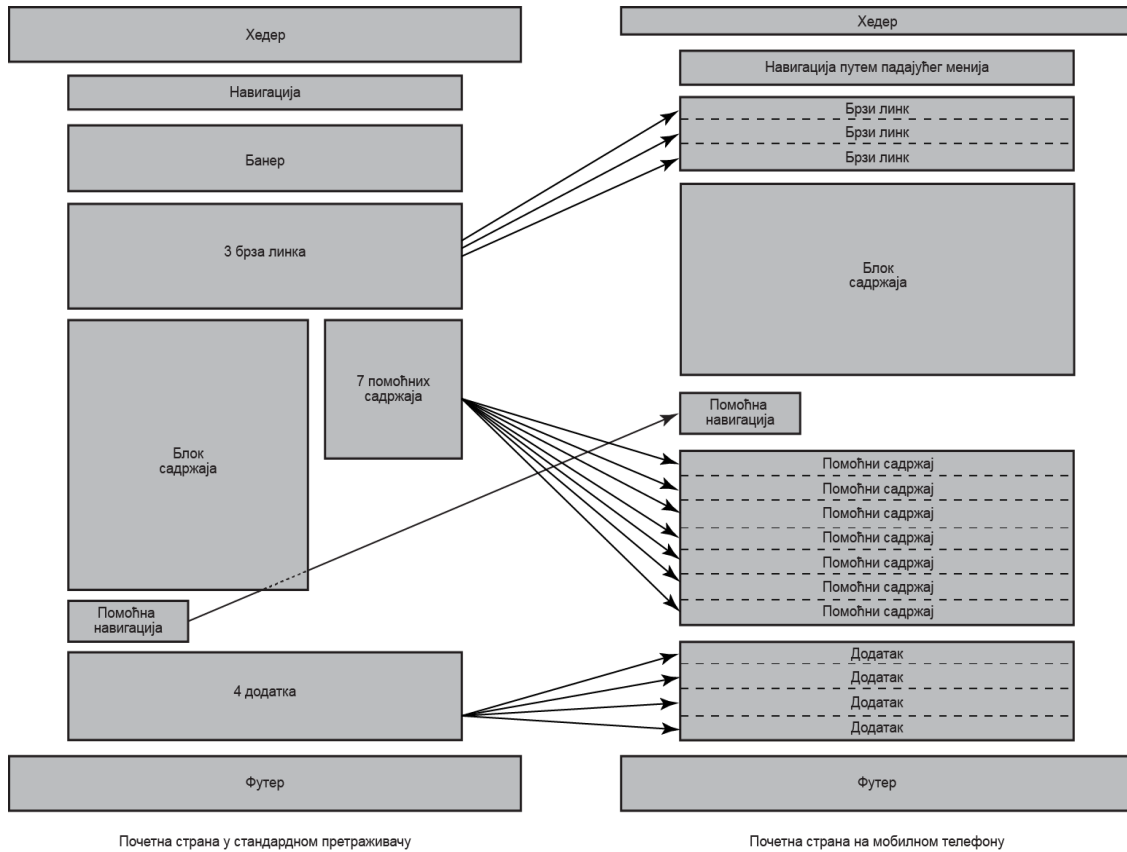 Хедер
Навигација
Банер
3 брза линка
7 помоћних
садржаја
Блок
садржаја
Помоћна
навигација
4 додатка
Футер
Почетна страна у стандардном претраживачу
Хедер
Навигација путем падајућег менија
Брзи линк
Брзи линк
Брзи линк
Блок
садржаја
Помоћна
навигација
Помоћни садржај
Помоћни садржај
Помоћни садржај
Помоћни садржај
Помоћни садржај
Помоћни садржај
Помоћни садржај
Додатак
Додатак
Додатак
Додатак
Футер
Почетна страна на мобилном телефону